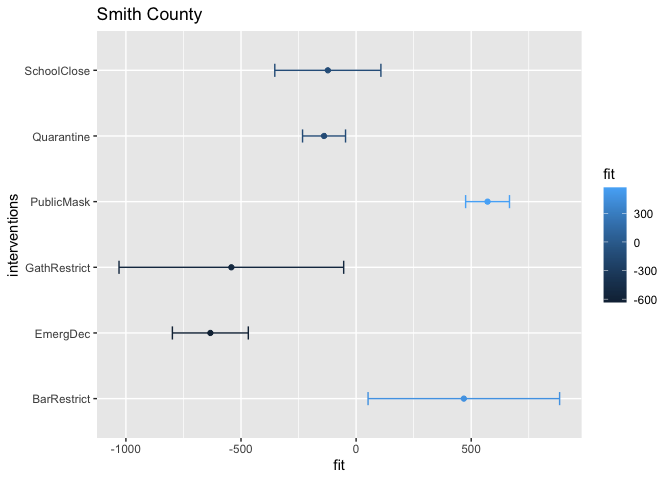 Smith County
SchoolClose
Quarantine
PublicMask
GathRestrict
EmergDec
BarRestrict
interventions
-1000
-500
0
500
fit
fit
300
0
-300
-600